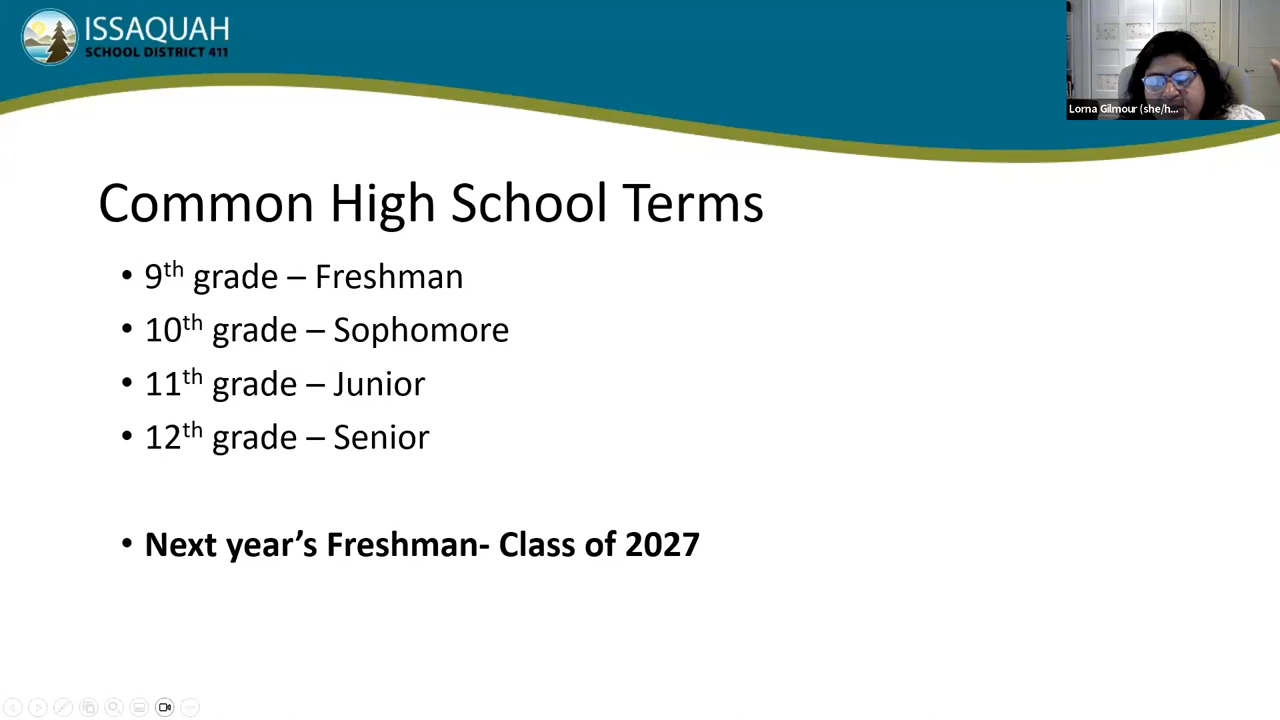 ISSAQUAH
SCHOOL DISTRICT 411
Lorna Gilmour (she/h...
Common High School Terms
• 9th grade – Freshman
• 10th grade – Sophomore
• 11th grade – Junior
• 12th grade – Senior
• Next year’s Freshman- Class of 2027